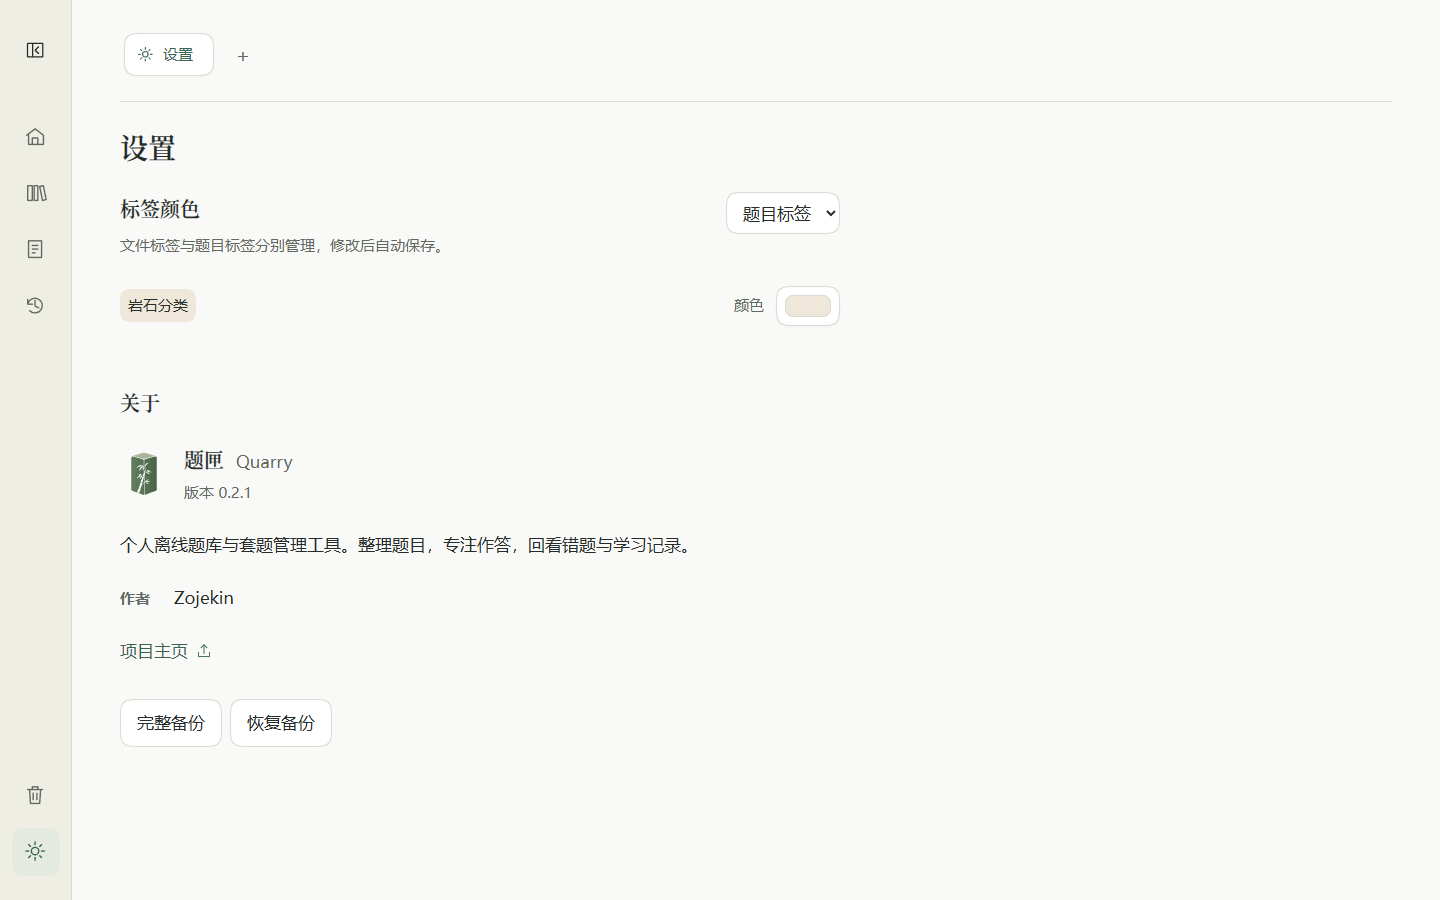 设置
+
设置
标签颜色
题目标签
文件标签与题目标签分别管理，修改后自动保存。
岩石分类
颜色
关于
题匣 Quarry
版本 0.2.1
个人离线题库与套题管理工具。整理题目，专注作答，回看错题与学习记录。
作者 Zojekin
项目主页
完整备份 恢复备份